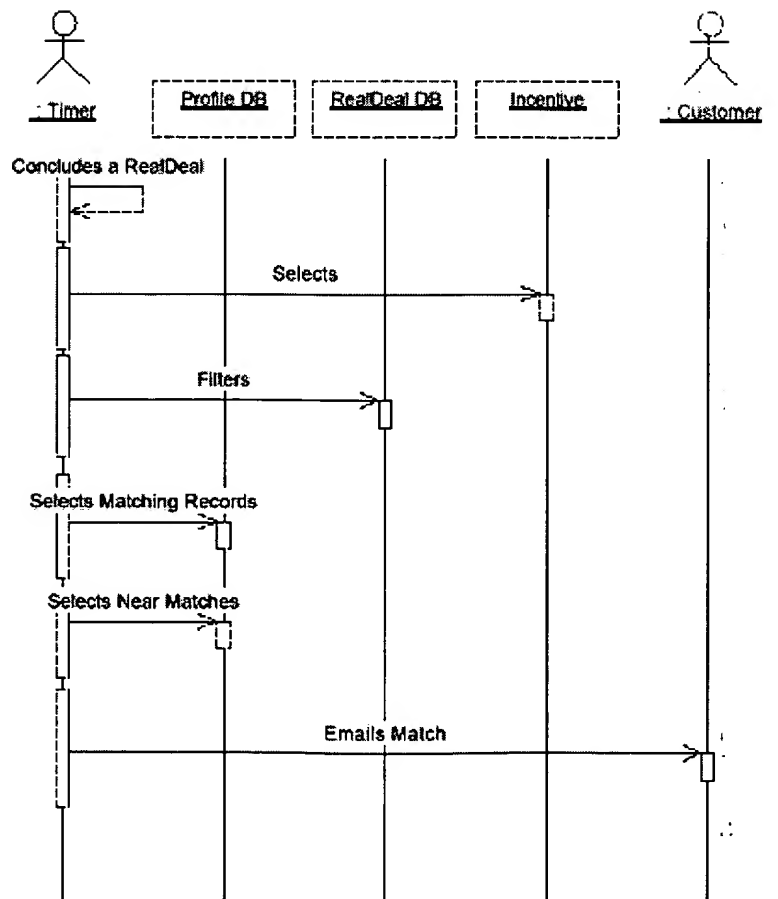 : Timer
Profile DB
RealDeal DB
Incentive
: Customer
Concludes a RealDeal
Selects
Filters
Selects Matching Records
Selects Near Matches
Emails Match